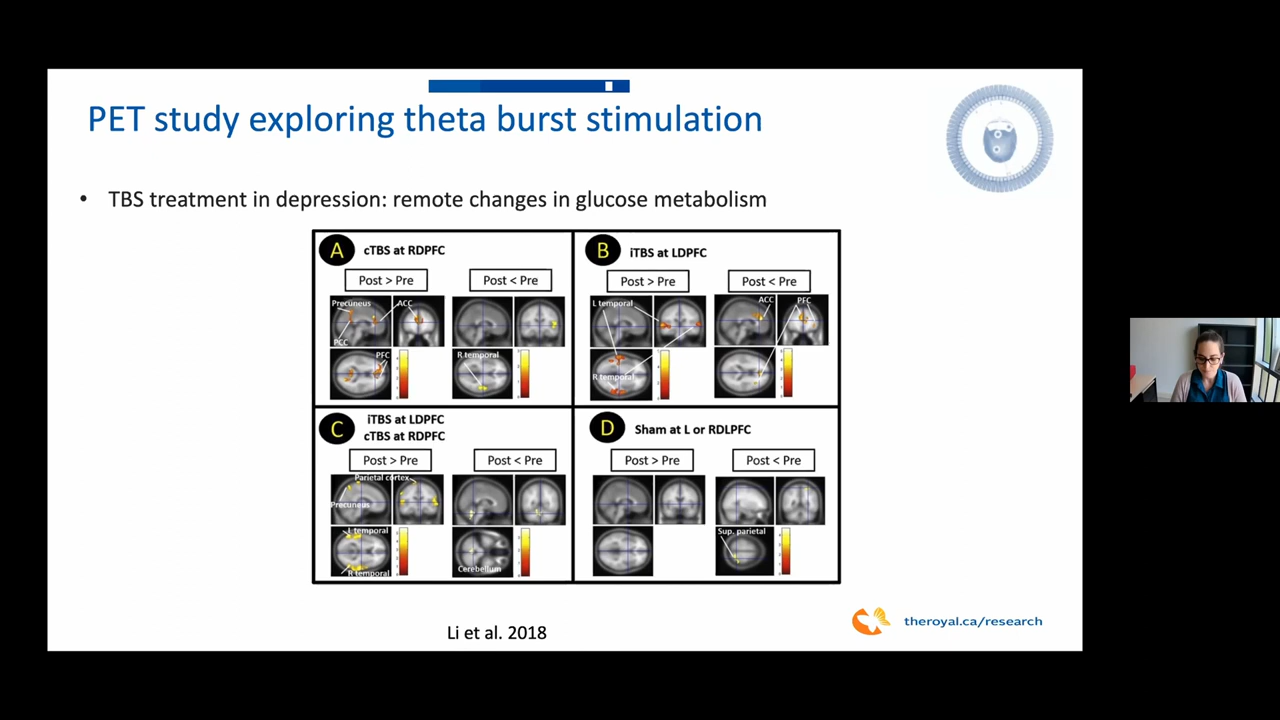 PET study exploring theta burst stimulation
• TBS treatment in depression: remote changes in glucose metabolism
A
cTBS at RDPFC
Post > Pre
Post < Pre
Precuneus
ACC
PCC
PFC
R temporal
B
iTBS at LDPFC
Post > Pre
Post < Pre
L temporal
ACC
PFC
R temporal
C
iTBS at LDPFC
cTBS at RDPFC
Post > Pre
Post < Pre
Parietal cortex
Precuneus
L temporal
R temporal
Cerebellum
D
Sham at L or RDLPFC
Post > Pre
Post < Pre
Sup. parietal
Li et al. 2018
theroyal.ca/research